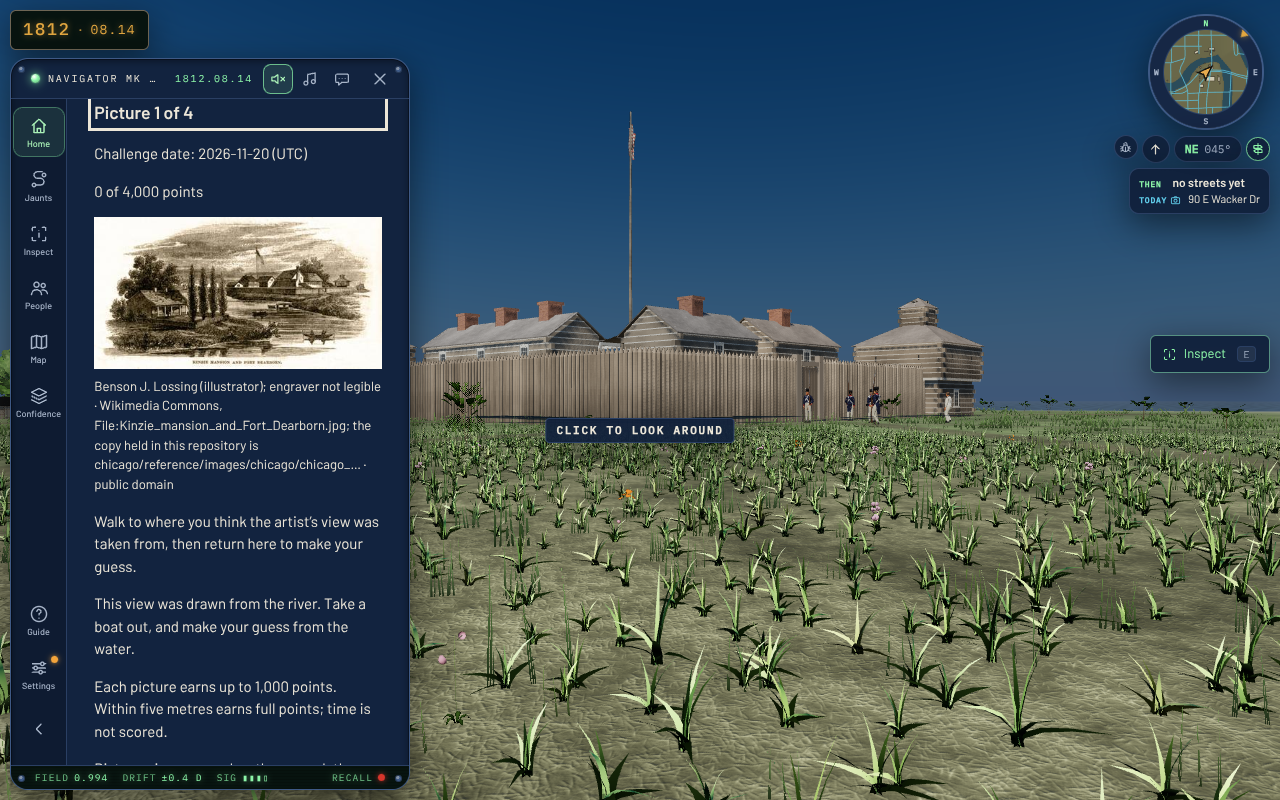 1812 · 08.14
NAVIGATOR MK …
1812.08.14
Home
Jaunts
Inspect
People
Map
Confidence
Guide
Settings
Picture 1 of 4
Challenge date: 2026-11-20 (UTC)
0 of 4,000 points
KINZIE MANSION AND FORT DEARBORN.
Benson J. Lossing (illustrator); engraver not legible
· Wikimedia Commons,
File:Kinzie_mansion_and_Fort_Dearborn.jpg; the
copy held in this repository is
chicago/reference/images/chicago/chicago_… ·
public domain
Walk to where you think the artist's view was
taken from, then return here to make your
guess.
This view was drawn from the river. Take a
boat out, and make your guess from the
water.
Each picture earns up to 1,000 points.
Within five metres earns full points; time is
not scored.
FIELD 0.994 DRIFT ±0.4 D SIG
RECALL
CLICK TO LOOK AROUND
N
W
E
S
NE 045°
THEN no streets yet
TODAY 90 E Wacker Dr
Inspect E